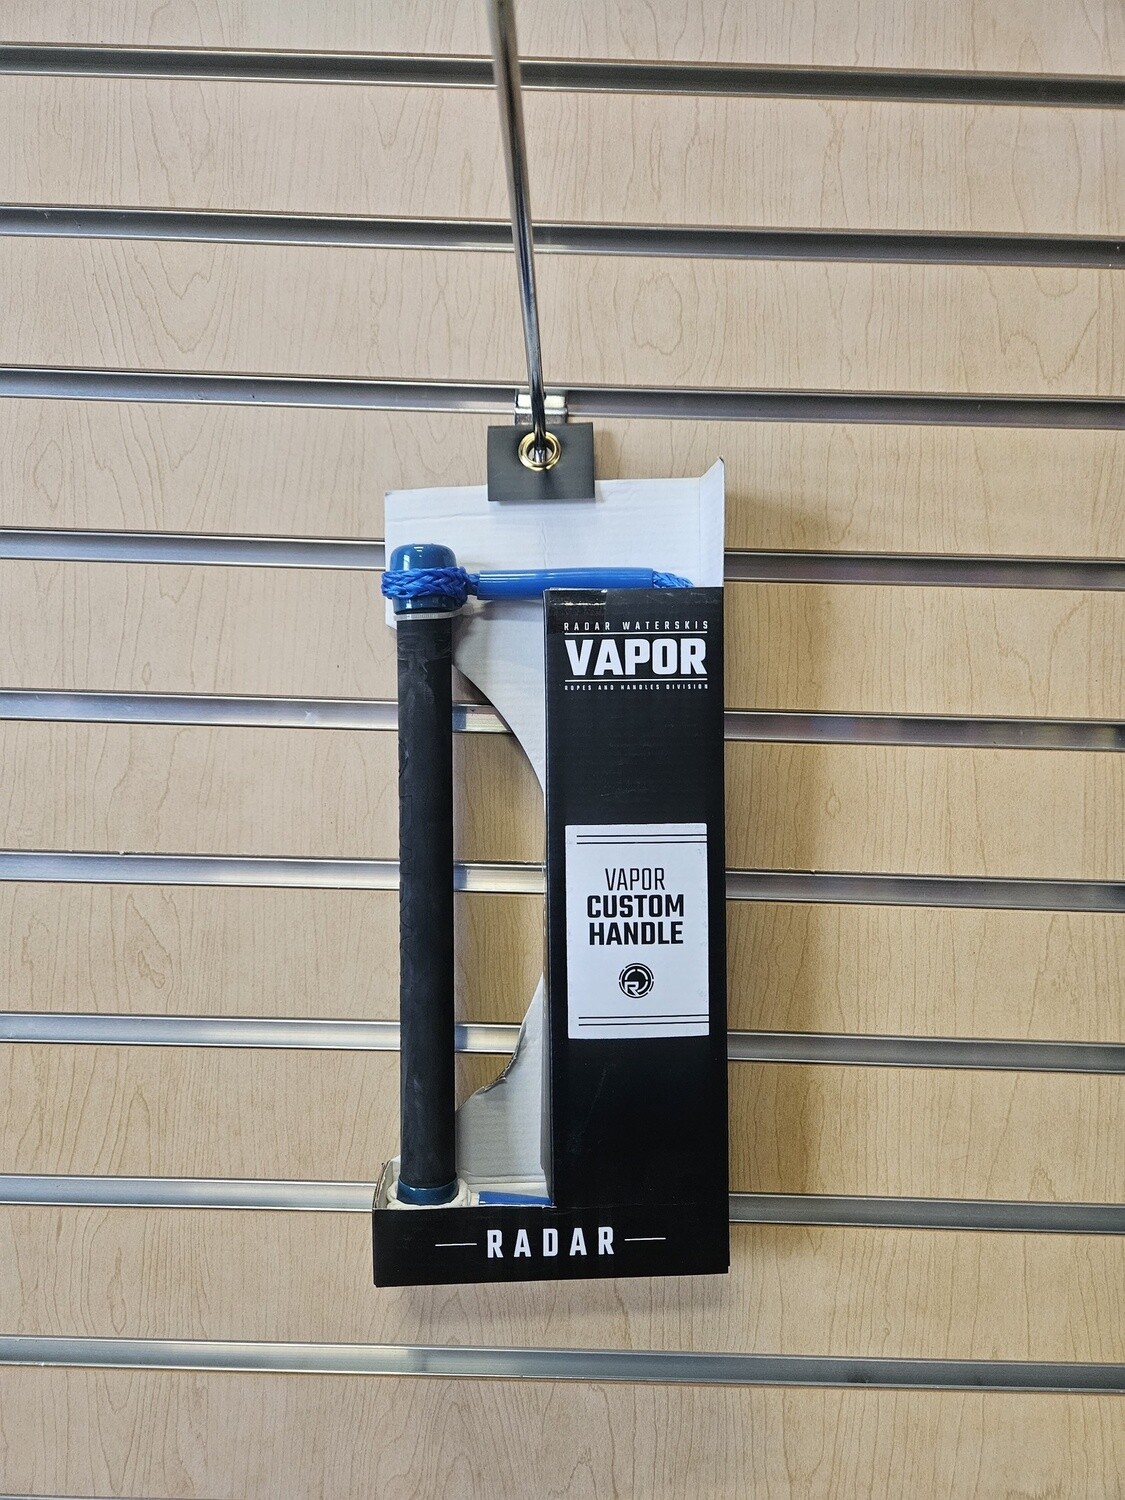 RADAR WATERSKIS
VAPOR
ROPES AND HANDLES DIVISION
VAPOR
CUSTOM
HANDLE
R
RADAR